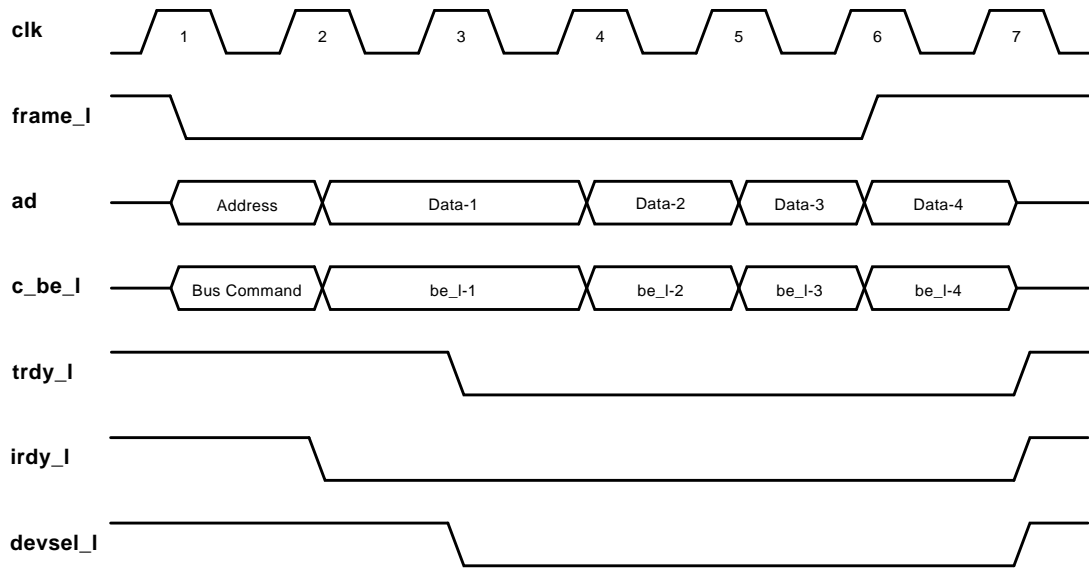 clk 1 2 3 4 5 6 7
frame_l
ad Address Data-1 Data-2 Data-3 Data-4
c_be_l Bus Command be_l-1 be_l-2 be_l-3 be_l-4
trdy_l
irdy_l
devsel_l